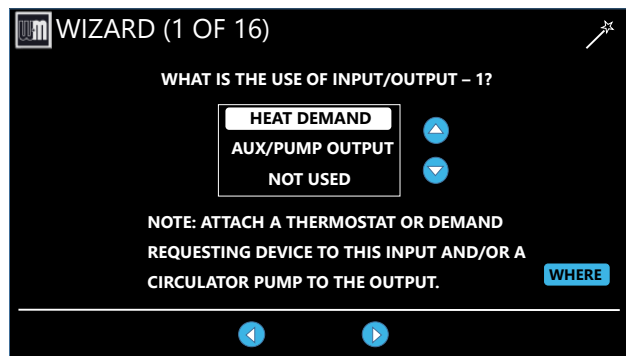 wm WIZARD (1 OF 16)
WHAT IS THE USE OF INPUT/OUTPUT – 1?
HEAT DEMAND
AUX/PUMP OUTPUT
NOT USED
NOTE: ATTACH A THERMOSTAT OR DEMAND
REQUESTING DEVICE TO THIS INPUT AND/OR A
CIRCULATOR PUMP TO THE OUTPUT.
WHERE